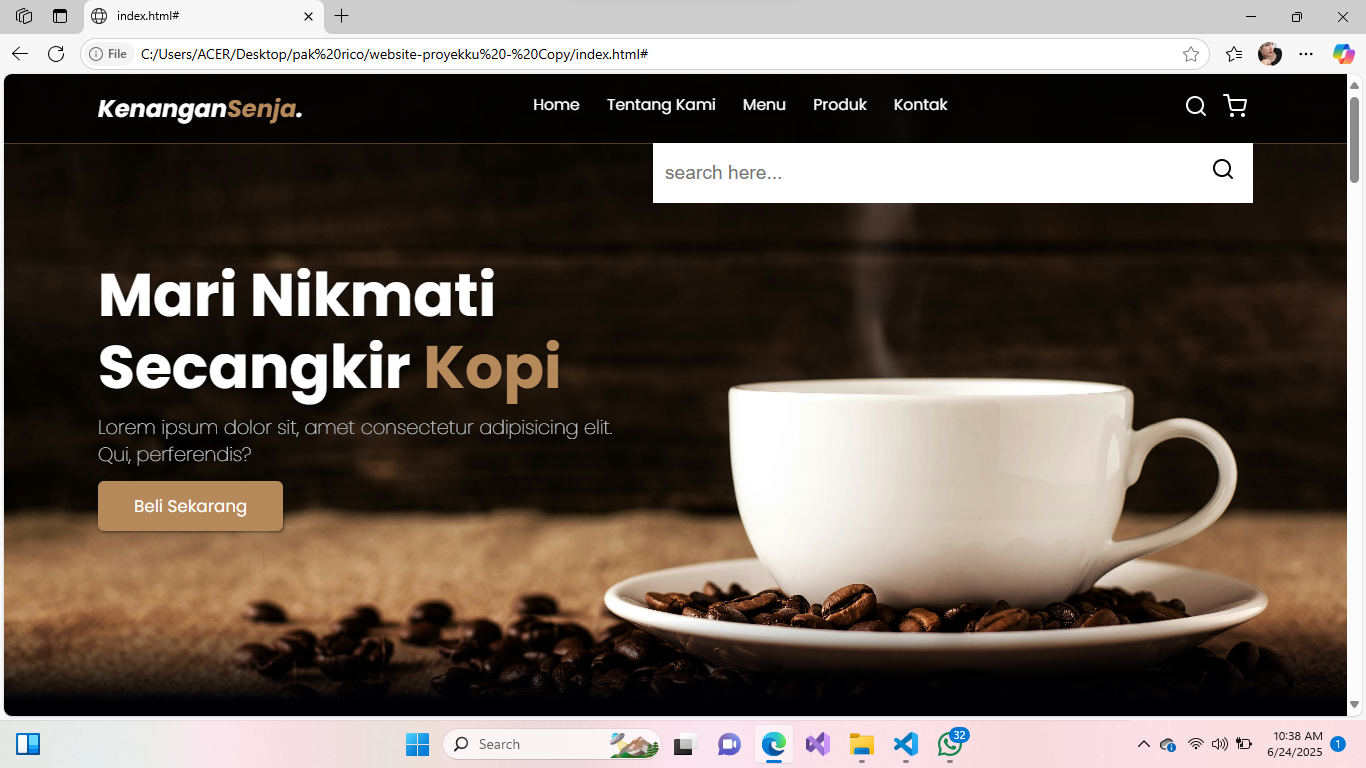 index.html#
File
C:/Users/ACER/Desktop/pak%20rico/website-proyekku%20-%20Copy/index.html#
KenanganSenja.
Home
Tentang Kami
Menu
Produk
Kontak
search here...
Mari Nikmati
Secangkir Kopi
Lorem ipsum dolor sit, amet consectetur adipisicing elit.
Qui, perferendis?
Beli Sekarang
Search
32
10:38 AM
6/24/2025
1